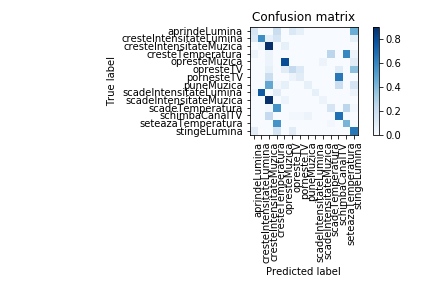 Confusion matrix
aprindeLumina
cresteIntensitateLumina
cresteIntensitateMuzica
cresteTemperatura
opresteMuzica
opresteTV
pornesteTV
puneMuzica
scadeIntensitateLumina
scadeIntensitateMuzica
scadeTemperatura
schimbaCanalTV
seteazaTemperatura
stingeLumina
True label
aprindeLumina
cresteIntensitateLumina
cresteIntensitateMuzica
cresteTemperatura
opresteMuzica
opresteTV
pornesteTV
puneMuzica
scadeIntensitateLumina
scadeIntensitateMuzica
scadeTemperatura
schimbaCanalTV
seteazaTemperatura
stingeLumina
Predicted label
0.8
0.6
0.4
0.2
0.0